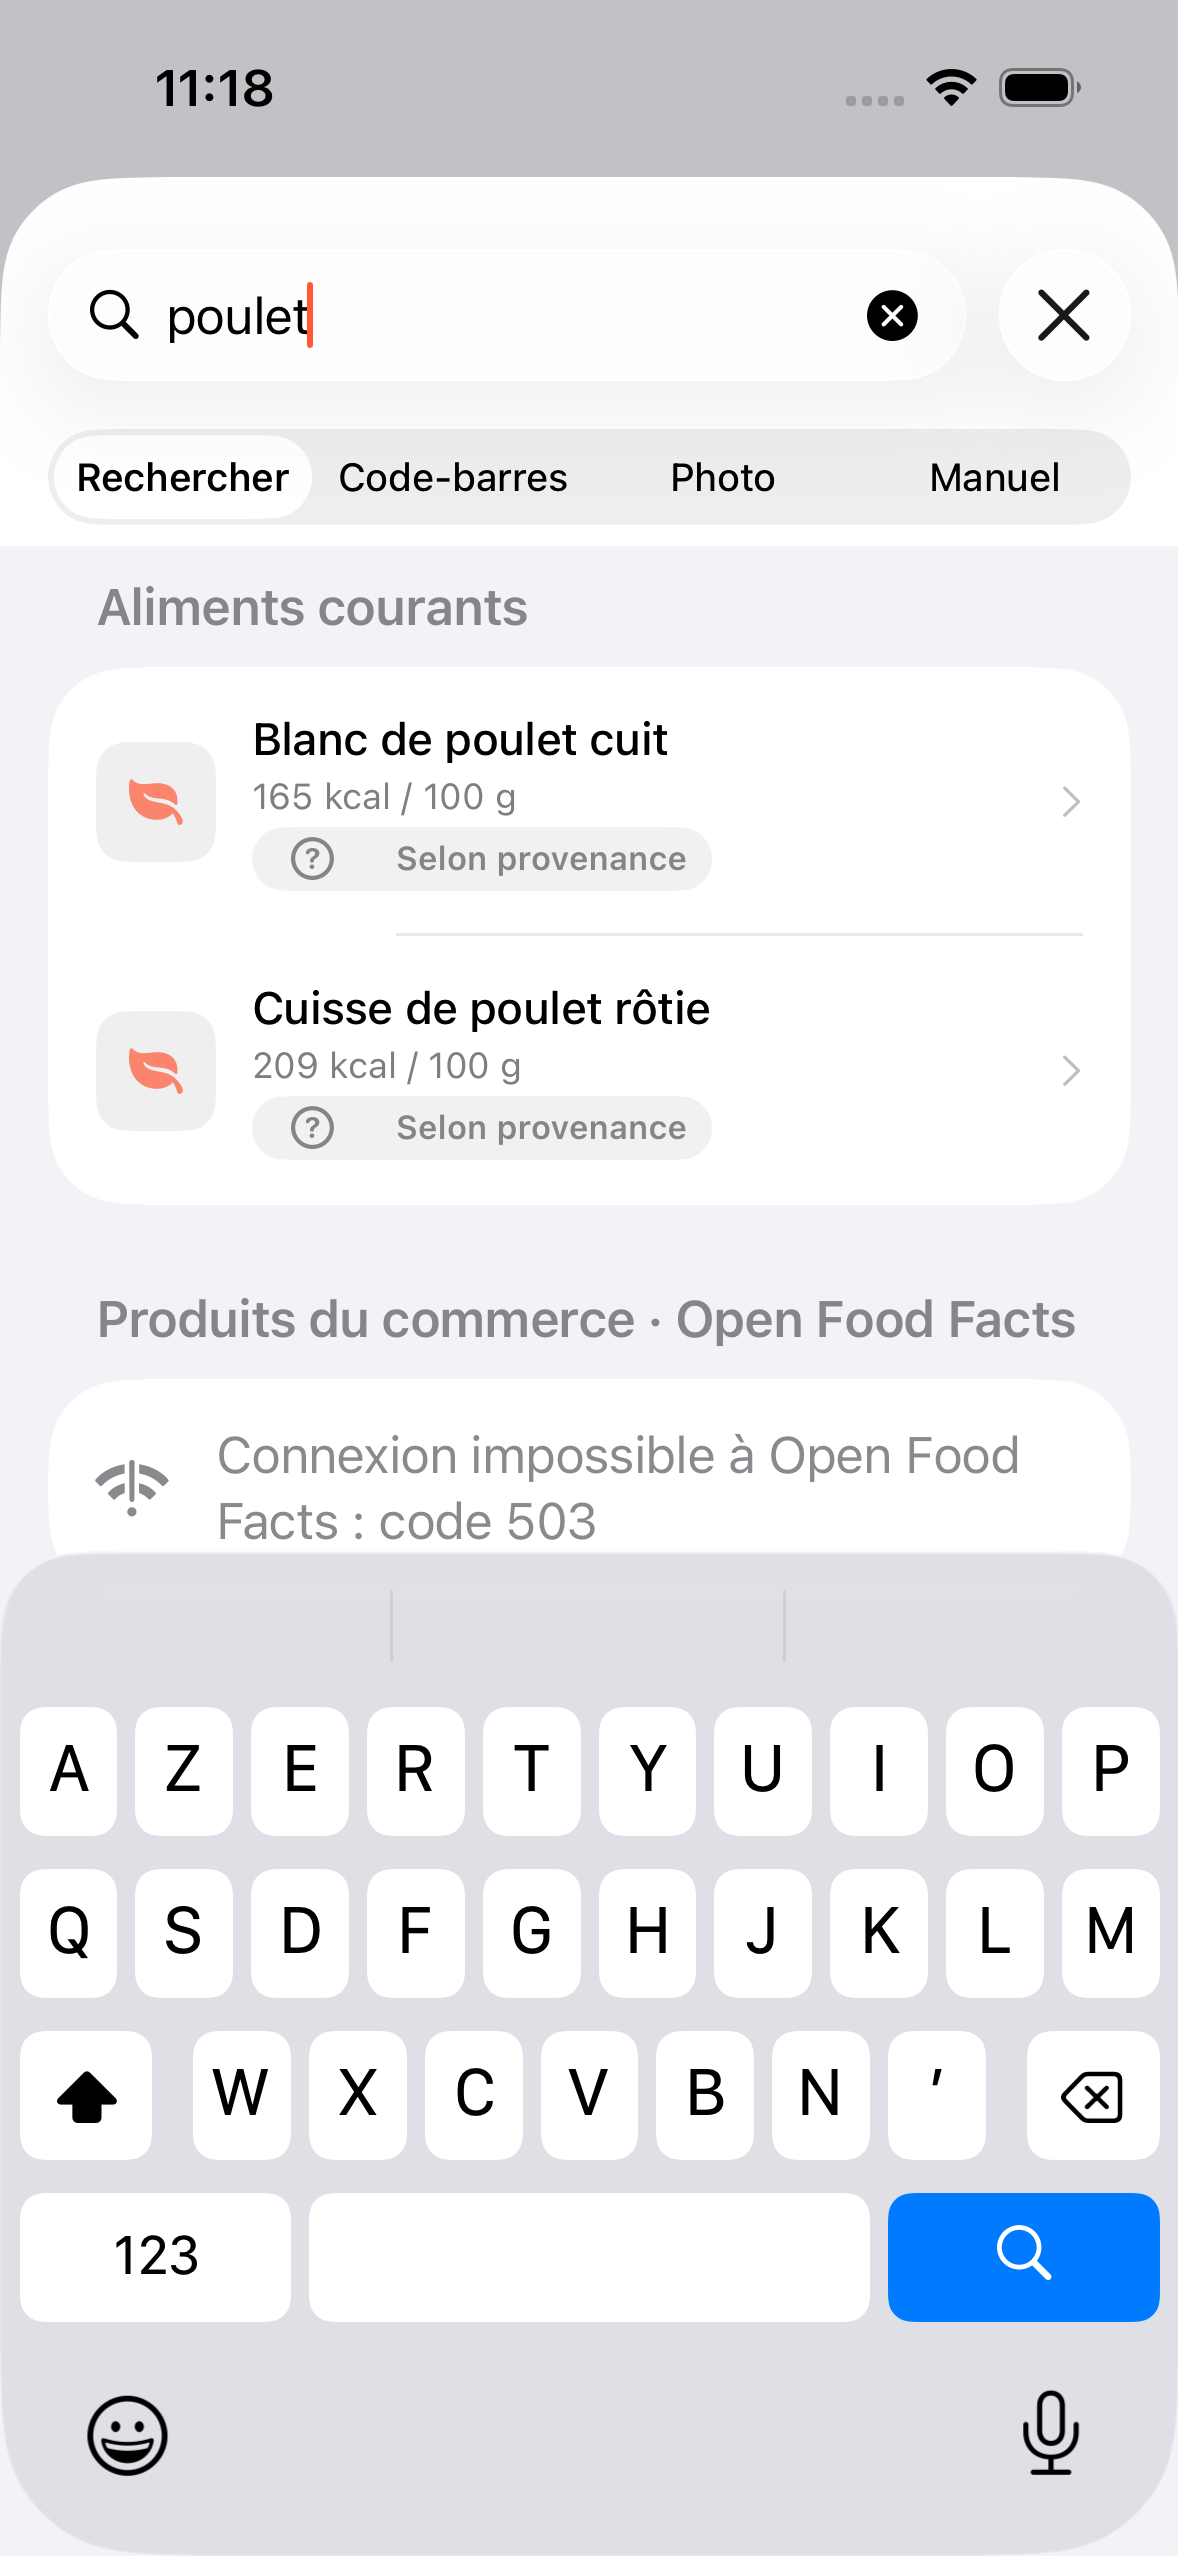 11:18
poulet
Rechercher
Code-barres
Photo
Manuel
Aliments courants
Blanc de poulet cuit
165 kcal / 100 g
? Selon provenance
Cuisse de poulet rôtie
209 kcal / 100 g
? Selon provenance
Produits du commerce · Open Food Facts
Connexion impossible à Open Food
Facts : code 503
A Z E R T Y U I O P
Q S D F G H J K L M
W X C V B N ′
123